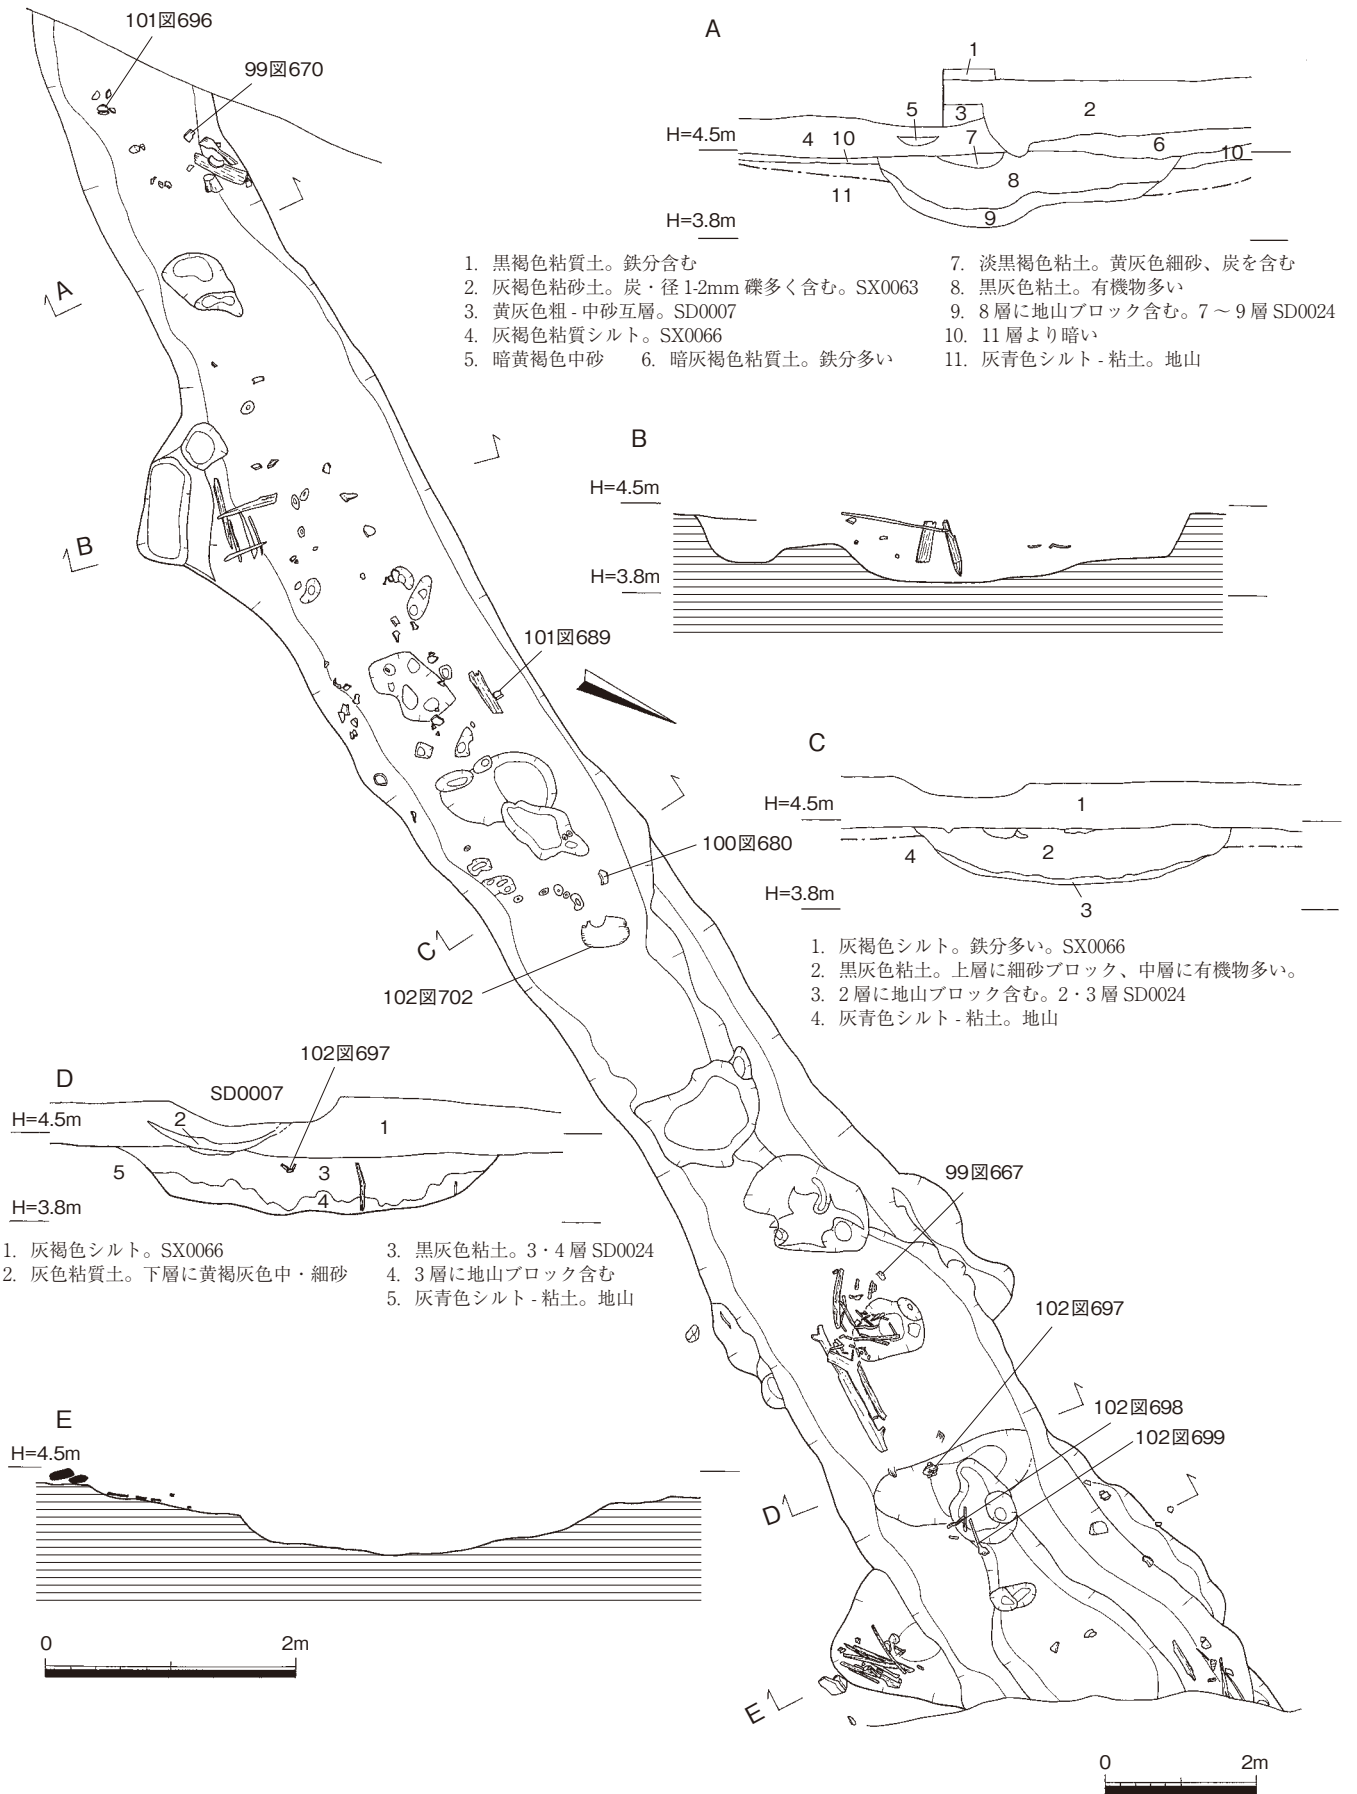 101図696
99図670
A
1
2
3
5
4
10
7
6
10
8
11
9
H=4.5m
H=3.8m
1. 黒褐色粘質土。鉄分含む
2. 灰褐色粘砂土。炭・径 1-2mm 礫多く含む。SX0063
3. 黄灰色粗 - 中砂互層。SD0007
4. 灰褐色粘質シルト。SX0066
5. 暗黄褐色中砂 6. 暗灰褐色粘質土。鉄分多い
7. 淡黒褐色粘土。黄灰色細砂、炭を含む
8. 黒灰色粘土。有機物多い
9. 8 層に地山ブロック含む。7 ～ 9 層 SD0024
10. 11 層より暗い
11. 灰青色シルト - 粘土。地山
A
B
B
H=4.5m
H=3.8m
101図689
C
H=4.5m
H=3.8m
1
2
4
3
1. 灰褐色シルト。鉄分多い。SX0066
2. 黒灰色粘土。上層に細砂ブロック、中層に有機物多い。
3. 2 層に地山ブロック含む。2・3 層 SD0024
4. 灰青色シルト - 粘土。地山
100図680
C
102図702
102図697
D
SD0007
H=4.5m
H=3.8m
2
1
5
3
4
1. 灰褐色シルト。SX0066
2. 灰色粘質土。下層に黄褐灰色中・細砂
3. 黒灰色粘土。3・4 層 SD0024
4. 3 層に地山ブロック含む
5. 灰青色シルト - 粘土。地山
99図667
102図697
102図698
102図699
E
H=4.5m
D
E
0 2m
0 2m